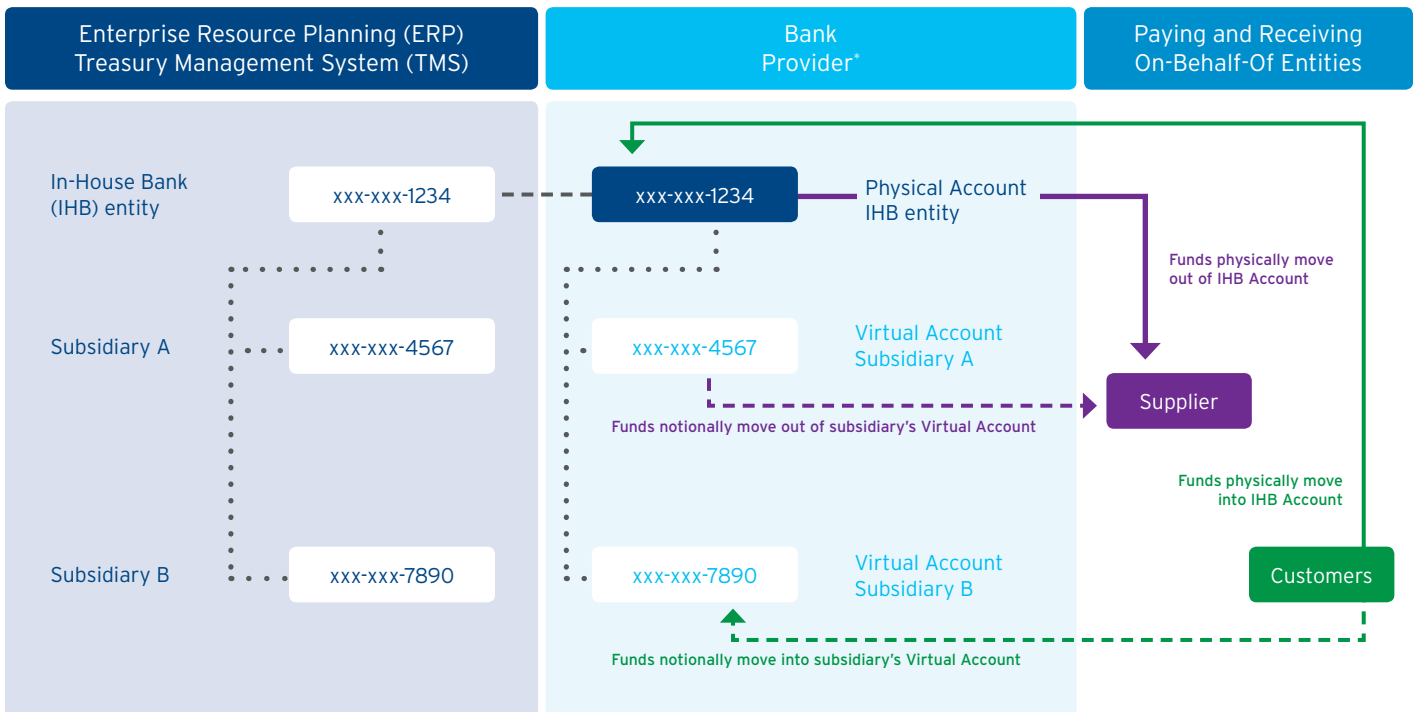 Enterprise Resource Planning (ERP)
Treasury Management System (TMS)
Bank
Provider*
Paying and Receiving
On-Behalf-Of Entities
In-House Bank
(IHB) entity
xxx-xxx-1234
xxx-xxx-1234
Physical Account
IHB entity
Funds physically move
out of IHB Account
Subsidiary A
xxx-xxx-4567
xxx-xxx-4567
Virtual Account
Subsidiary A
Supplier
Funds notionally move out of subsidiary's Virtual Account
Funds physically move
into IHB Account
Subsidiary B
xxx-xxx-7890
xxx-xxx-7890
Virtual Account
Subsidiary B
Customers
Funds notionally move into subsidiary's Virtual Account